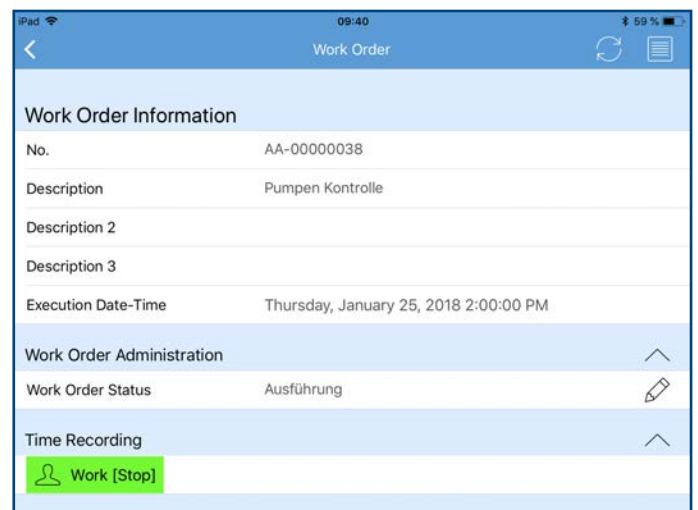 iPad 09:40 59 %
Work Order
Work Order Information
No. AA-00000038
Description Pumpen Kontrolle
Description 2
Description 3
Execution Date-Time Thursday, January 25, 2018 2:00:00 PM
Work Order Administration
Work Order Status Ausführung
Time Recording
Work [Stop]